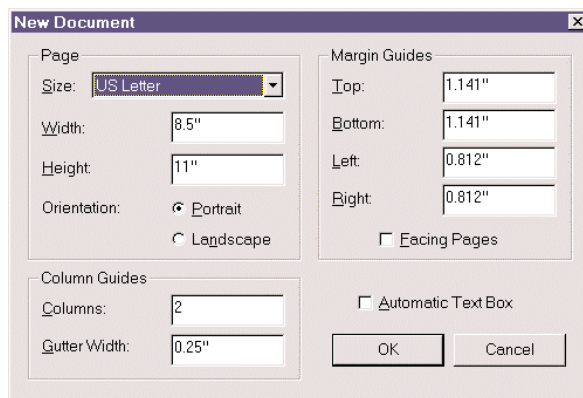 New Document
Page
Size: US Letter
Width: 8.5"
Height: 11"
Orientation: Portrait
Landscape
Margin Guides
Top: 1.141"
Bottom: 1.141"
Left: 0.812"
Right: 0.812"
Facing Pages
Column Guides
Columns: 2
Gutter Width: 0.25"
Automatic Text Box
OK Cancel